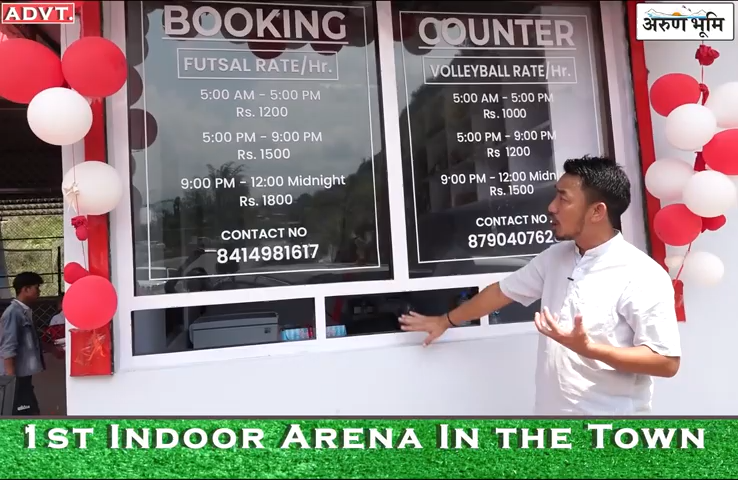 ADVT.
अरुण भूमि
BOOKING
FUTSAL RATE/Hr.
5:00 AM - 5:00 PM
Rs. 1200
5:00 PM - 9:00 PM
Rs. 1500
9:00 PM - 12:00 Midnight
Rs. 1800
CONTACT NO
8414981617
COUNTER
VOLLEYBALL RATE/Hr.
5:00 AM - 5:00 PM
Rs. 1000
5:00 PM - 9:00 PM
Rs 1200
9:00 PM - 12:00 Midni
Rs. 1500
CONTACT NO
879040762
1ST INDOOR ARENA IN THE TOWN